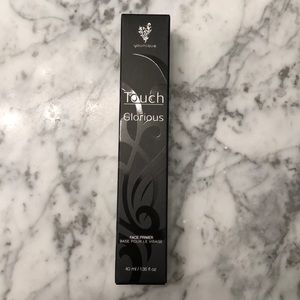 younique
Touch
Glorious
FACE PRIMER
BASE POUR LE VISAGE
40 ml / 1.35 fl oz